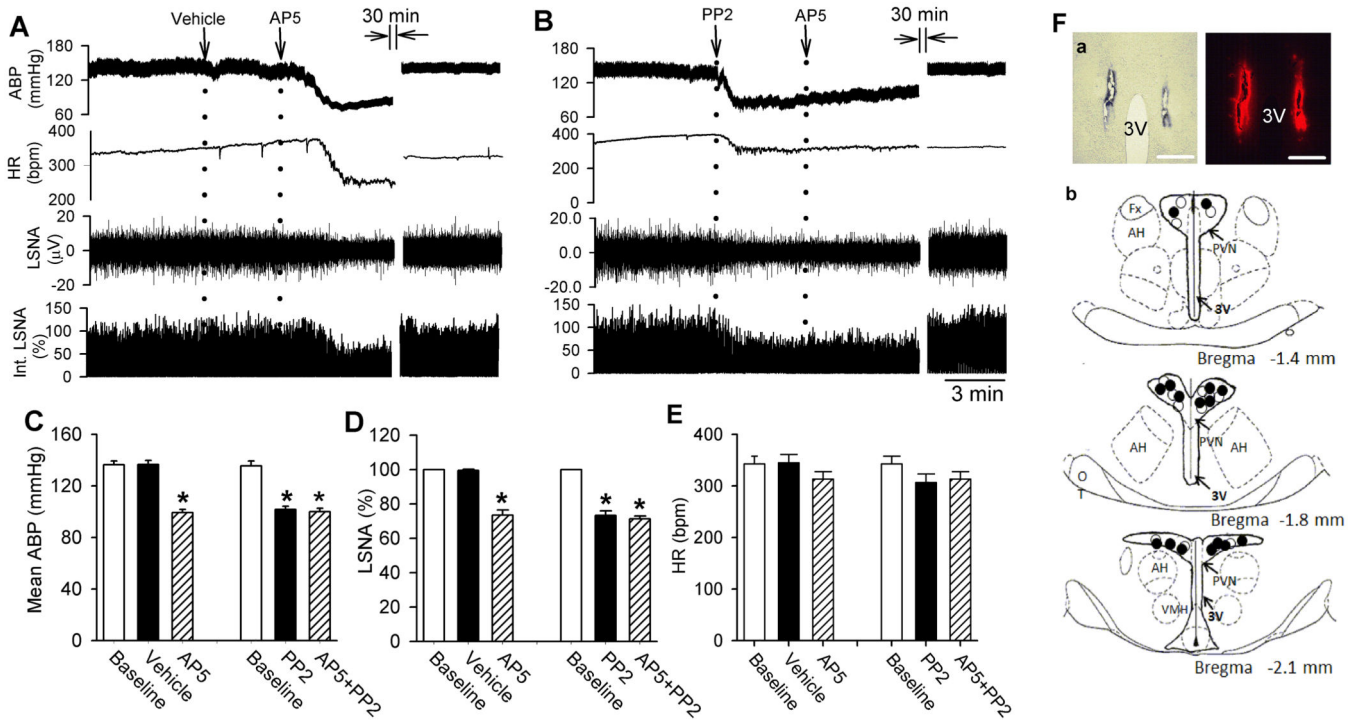 A
Vehicle
AP5
30 min
ABP
(mmHg)
180
120
60
HR
(bpm)
400
300
200
LSNA
(µV)
20
0
-20
Int. LSNA
(%)
150
100
50
0
B
PP2
AP5
30 min
180
120
60
400
200
0
20.0
0.0
-20.0
150
100
50
0
3 min
C
Mean ABP (mmHg)
160
120
80
40
0
*
* *
Baseline
Vehicle
AP5
Baseline
PP2
AP5+PP2
D
LSNA (%)
120
100
80
60
40
20
0
*
* *
Baseline
Vehicle
AP5
Baseline
PP2
AP5+PP2
E
HR (bpm)
400
300
200
100
0
Baseline
Vehicle
AP5
Baseline
PP2
AP5+PP2
F
a
3V
3V
b
Fx
AH
PVN
3V
Bregma -1.4 mm
AH
PVN
AH
O
T
3V
Bregma -1.8 mm
AH
PVN
VMH
3V
Bregma -2.1 mm